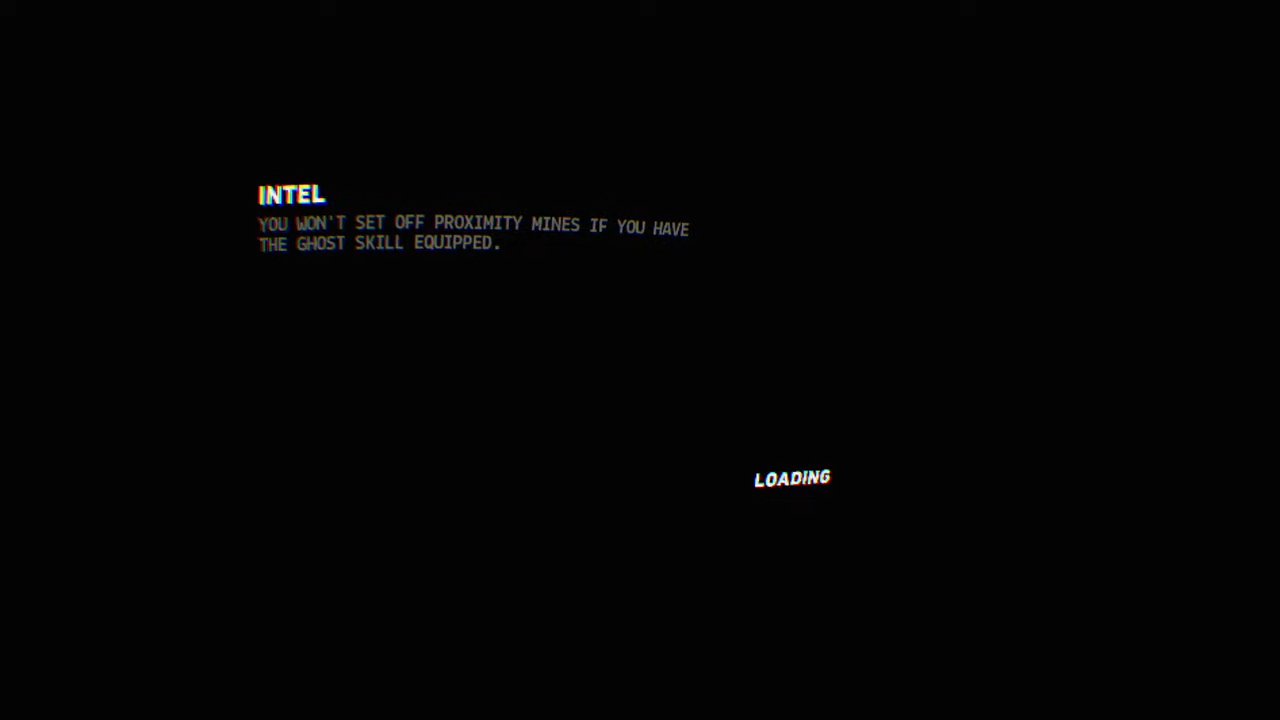 INTEL
YOU WON'T SET OFF PROXIMITY MINES IF YOU HAVE
THE GHOST SKILL EQUIPPED.
LOADING